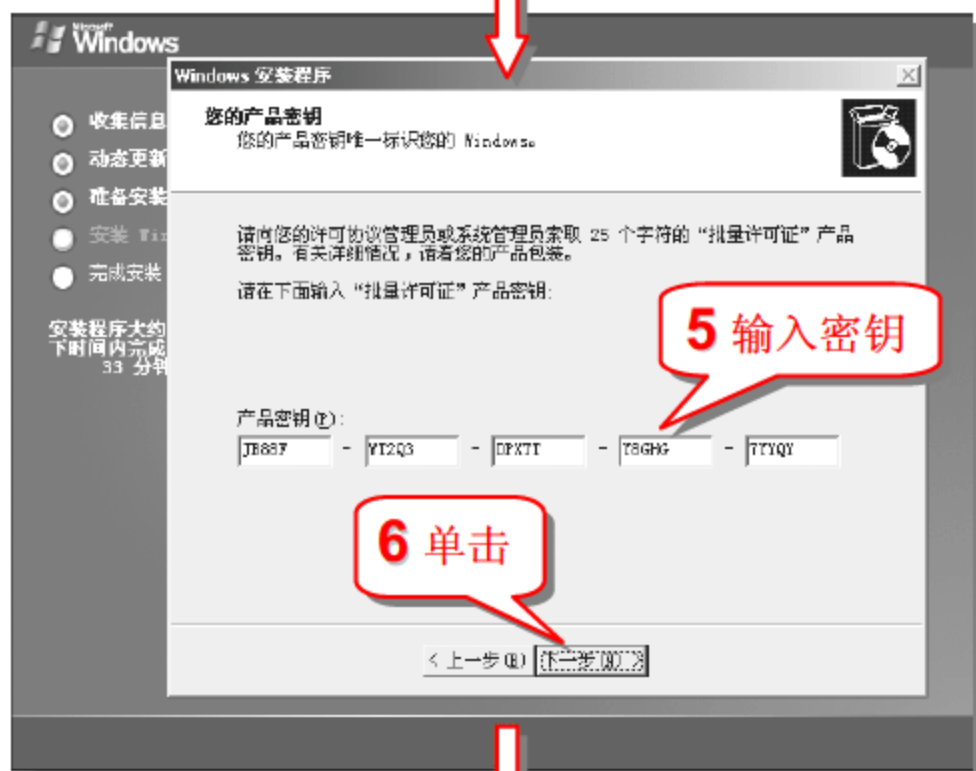 Microsoft
Windows
Windows 安装程序
收集信息
动态更新
准备安装
安装
完成安装
安装程序大约
下时间内完成
33 分钟
您的产品密钥
您的产品密钥唯一标识您的 Windows。
请向您的许可协议管理员或系统管理员索取 25 个字符的“批量许可证”产品
密钥。有关详细情况，请看您的产品包装。
请在下面输入“批量许可证”产品密钥:
5 输入密钥
产品密钥(P):
- - - -
6 单击
< 上一步(B) 下一步(N) >